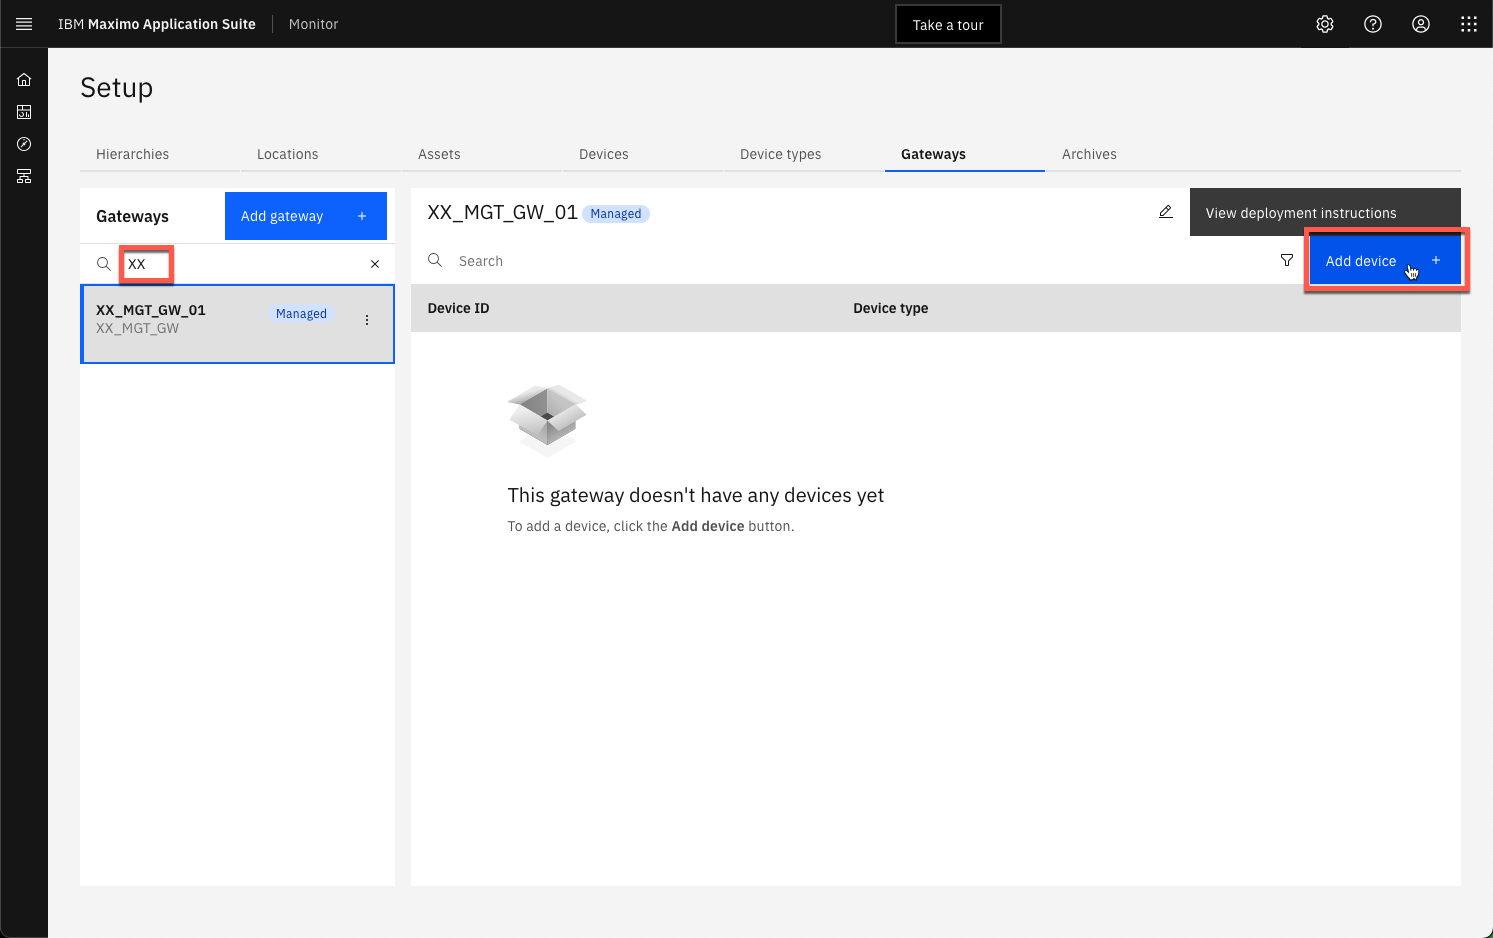 IBM Maximo Application Suite Monitor Take a tour
Setup
Hierarchies Locations Assets Devices Device types Gateways Archives
Gateways Add gateway +
XX
XX_MGT_GW_01 Managed
XX_MGT_GW
XX_MGT_GW_01 Managed View deployment instructions
Search Add device +
Device ID Device type
This gateway doesn't have any devices yet
To add a device, click the Add device button.